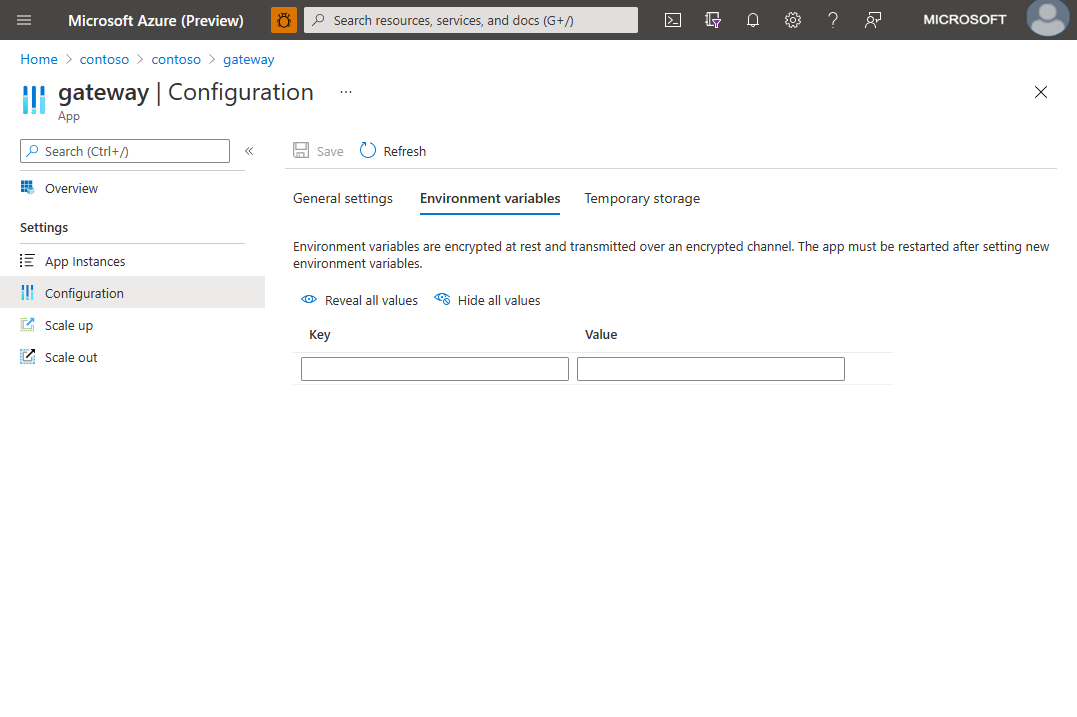 Microsoft Azure (Preview)
Search resources, services, and docs (G+/)
MICROSOFT
Home > contoso > contoso > gateway
gateway | Configuration ...
App
Search (Ctrl+/)
«
Save
Refresh
Overview
Settings
App Instances
Configuration
Scale up
Scale out
General settings
Environment variables
Temporary storage
Environment variables are encrypted at rest and transmitted over an encrypted channel. The app must be restarted after setting new
environment variables.
Reveal all values
Hide all values
Key
Value